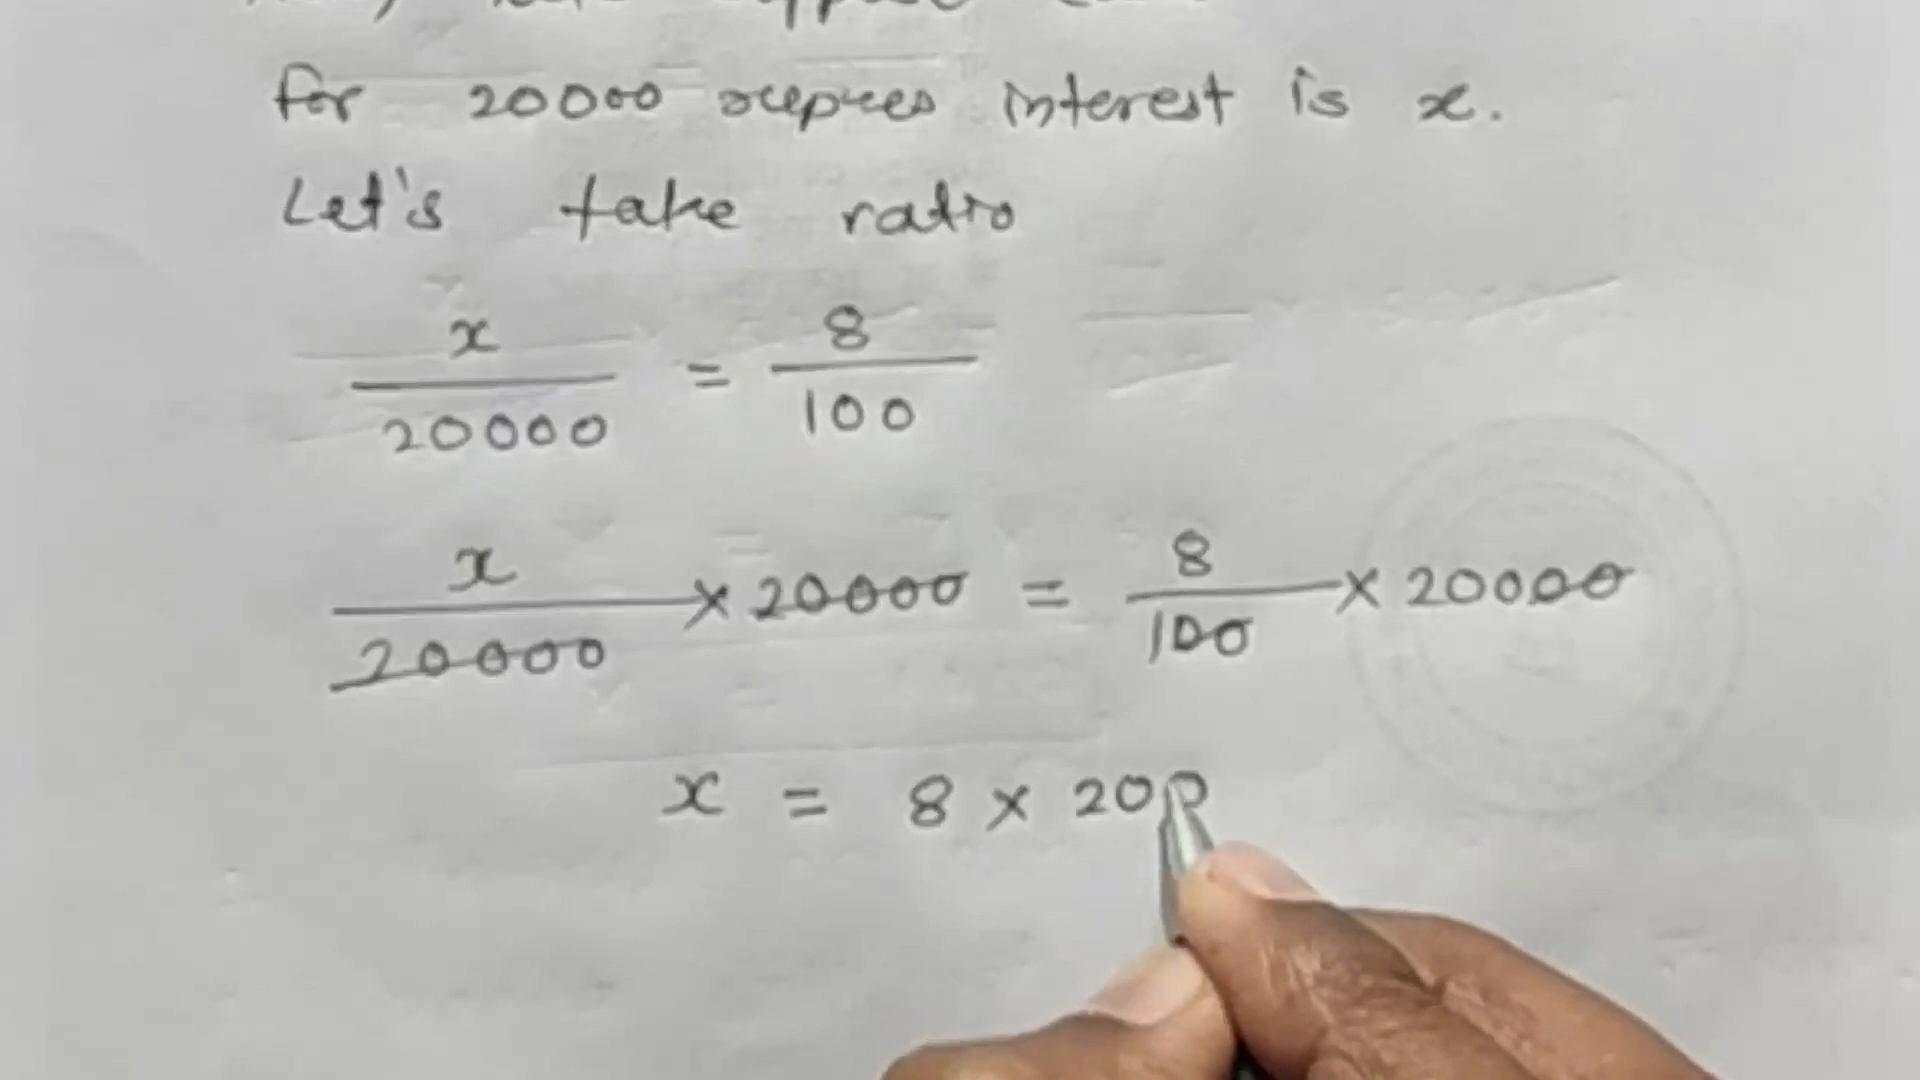 for 20000 rupees interest is x.
Let's take ratio
x/20000 = 8/100
x/20000 × 20000 = 8/100 × 20000
x = 8 × 200